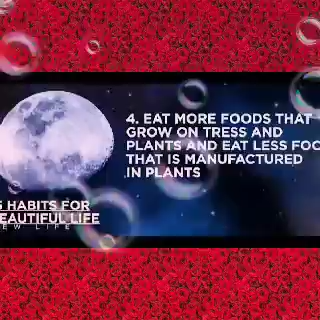 4. EAT MORE FOODS THAT
GROW ON TRESS AND
PLANTS AND EAT LESS FOO
THAT IS MANUFACTURED
IN PLANTS
HABITS FOR
EAUTIFUL LIFE
EW LIFE